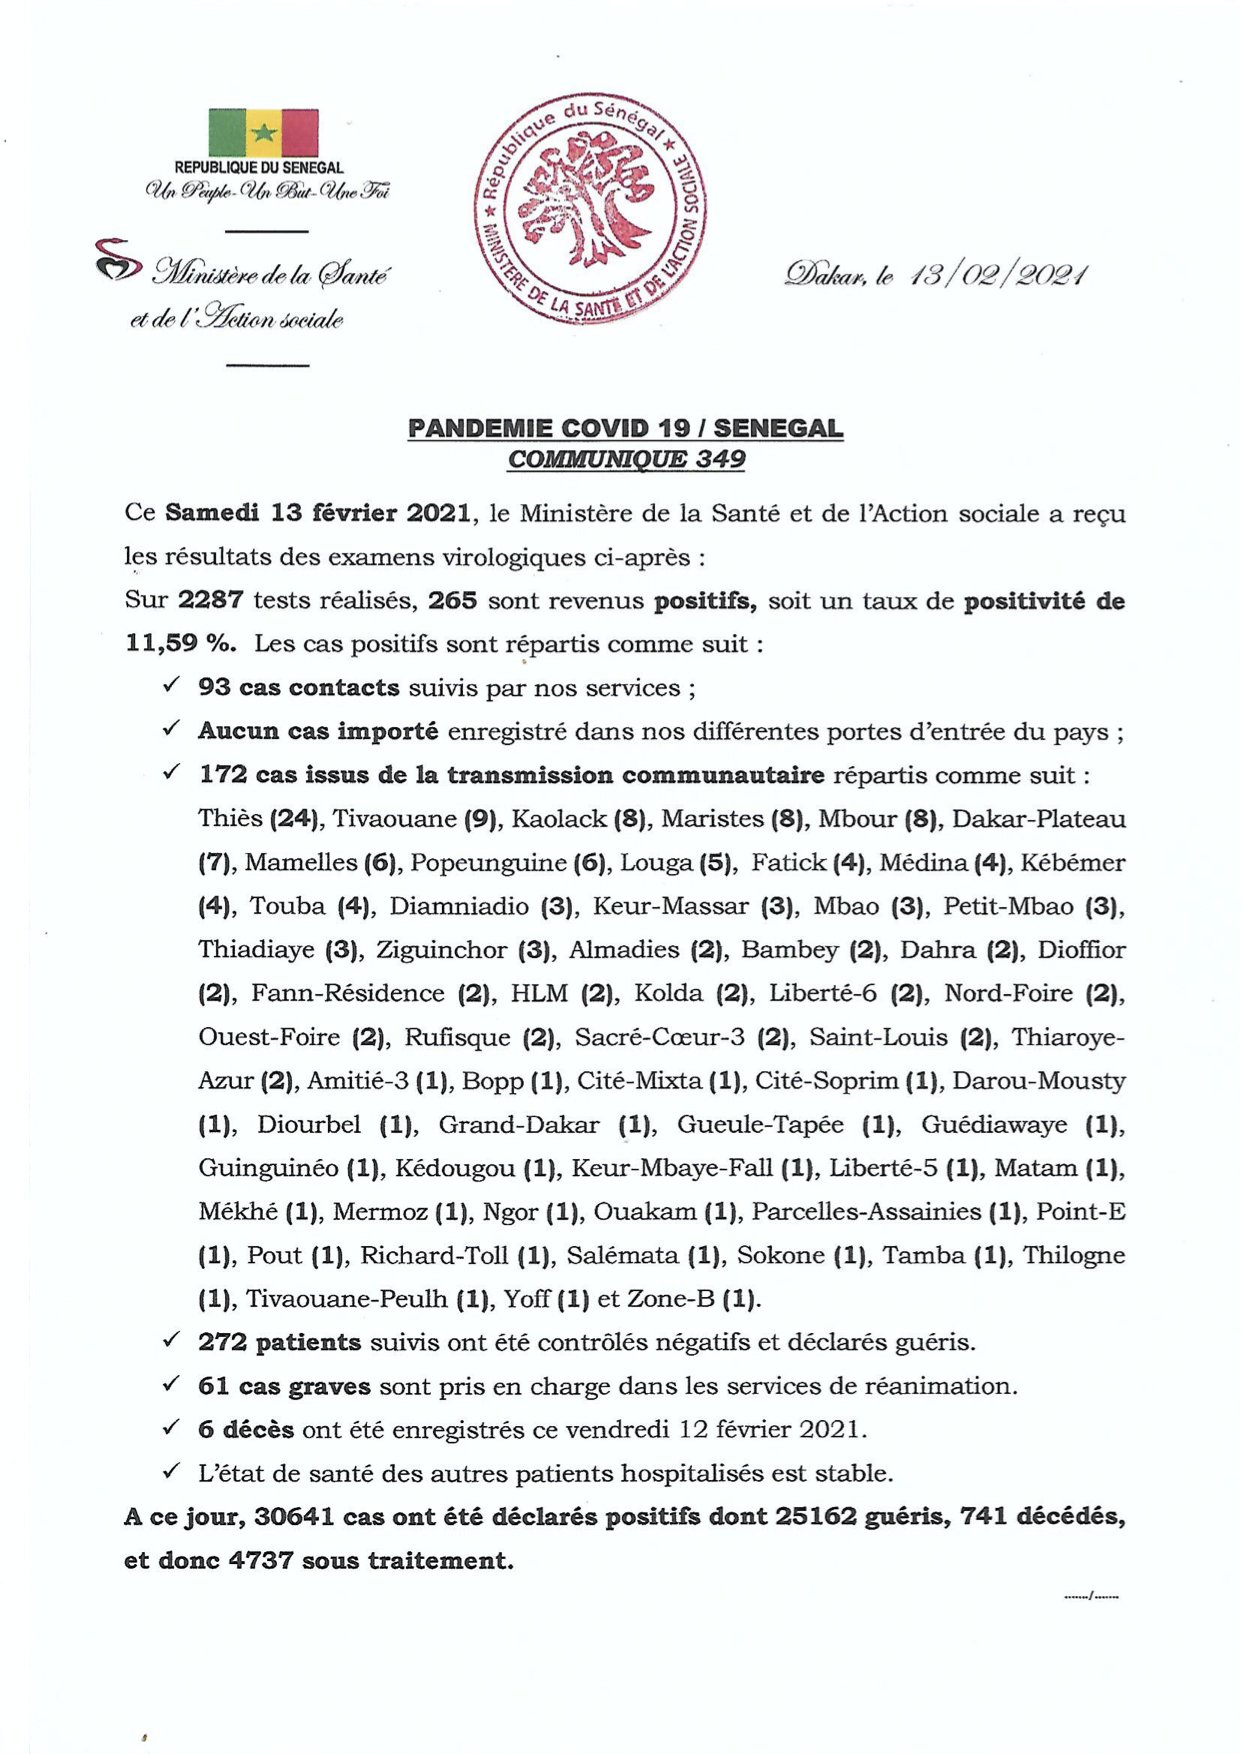 REPUBLIQUE DU SENEGAL
Un Peuple-Un But-Une Foi
Ministère de la Santé
et de l'Action sociale
★ République du Sénégal ★
MINISTERE DE LA SANTE ET DE L'ACTION SOCIALE
Dakar, le 13/02/2021
PANDEMIE COVID 19 / SENEGAL
COMMUNIQUE 349
Ce Samedi 13 février 2021, le Ministère de la Santé et de l'Action sociale a reçu
les résultats des examens virologiques ci-après :
Sur 2287 tests réalisés, 265 sont revenus positifs, soit un taux de positivité de
11,59 %. Les cas positifs sont répartis comme suit :
✓ 93 cas contacts suivis par nos services ;
✓ Aucun cas importé enregistré dans nos différentes portes d'entrée du pays ;
✓ 172 cas issus de la transmission communautaire répartis comme suit :
Thiès (24), Tivaouane (9), Kaolack (8), Maristes (8), Mbour (8), Dakar-Plateau
(7), Mamelles (6), Popeunguine (6), Louga (5), Fatick (4), Médina (4), Kébémer
(4), Touba (4), Diamniadio (3), Keur-Massar (3), Mbao (3), Petit-Mbao (3),
Thiadiaye (3), Ziguinchor (3), Almadies (2), Bambey (2), Dahra (2), Dioffior
(2), Fann-Résidence (2), HLM (2), Kolda (2), Liberté-6 (2), Nord-Foire (2),
Ouest-Foire (2), Rufisque (2), Sacré-Cœur-3 (2), Saint-Louis (2), Thiaroye-
Azur (2), Amitié-3 (1), Bopp (1), Cité-Mixta (1), Cité-Soprim (1), Darou-Mousty
(1), Diourbel (1), Grand-Dakar (1), Gueule-Tapée (1), Guédiawaye (1),
Guinguinéo (1), Kédougou (1), Keur-Mbaye-Fall (1), Liberté-5 (1), Matam (1),
Mékhé (1), Mermoz (1), Ngor (1), Ouakam (1), Parcelles-Assainies (1), Point-E
(1), Pout (1), Richard-Toll (1), Salémata (1), Sokone (1), Tamba (1), Thilogne
(1), Tivaouane-Peulh (1), Yoff (1) et Zone-B (1).
✓ 272 patients suivis ont été contrôlés négatifs et déclarés guéris.
✓ 61 cas graves sont pris en charge dans les services de réanimation.
✓ 6 décès ont été enregistrés ce vendredi 12 février 2021.
✓ L'état de santé des autres patients hospitalisés est stable.
A ce jour, 30641 cas ont été déclarés positifs dont 25162 guéris, 741 décédés,
et donc 4737 sous traitement.
......./.......